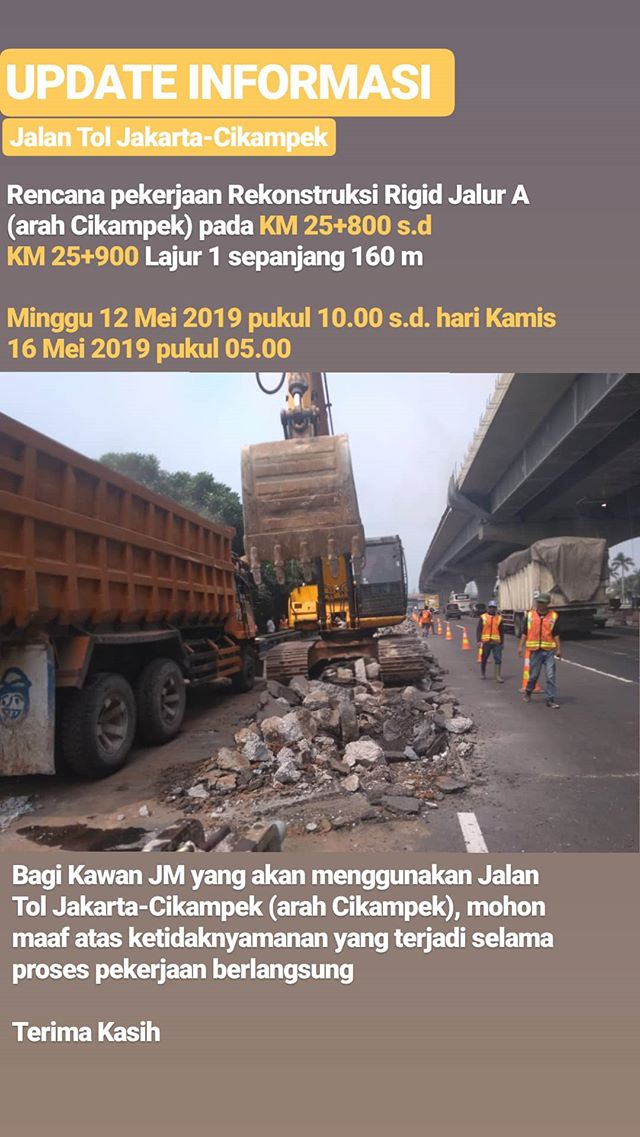 UPDATE INFORMASI
Jalan Tol Jakarta-Cikampek
Rencana pekerjaan Rekonstruksi Rigid Jalur A
(arah Cikampek) pada KM 25+800 s.d
KM 25+900 Lajur 1 sepanjang 160 m
Minggu 12 Mei 2019 pukul 10.00 s.d. hari Kamis
16 Mei 2019 pukul 05.00
Bagi Kawan JM yang akan menggunakan Jalan
Tol Jakarta-Cikampek (arah Cikampek), mohon
maaf atas ketidaknyamanan yang terjadi selama
proses pekerjaan berlangsung
Terima Kasih